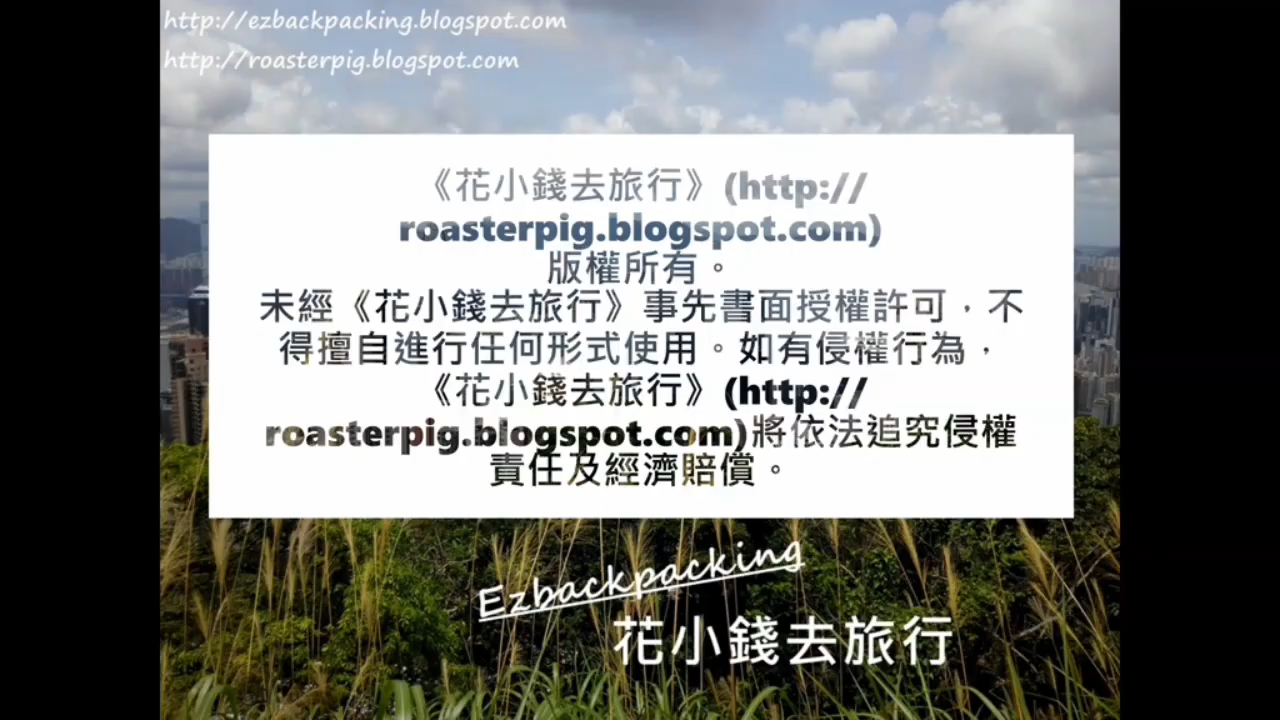 http://ezbackpacking.blogspot.com
http://roasterpig.blogspot.com
《花小錢去旅行》(http://
roasterpig.blogspot.com)
版權所有。
未經《花小錢去旅行》事先書面授權許可，不
得擅自進行任何形式使用。如有侵權行為，
《花小錢去旅行》(http://
roasterpig.blogspot.com)將依法追究侵權
責任及經濟賠償。
Ezbackpacking
花小錢去旅行